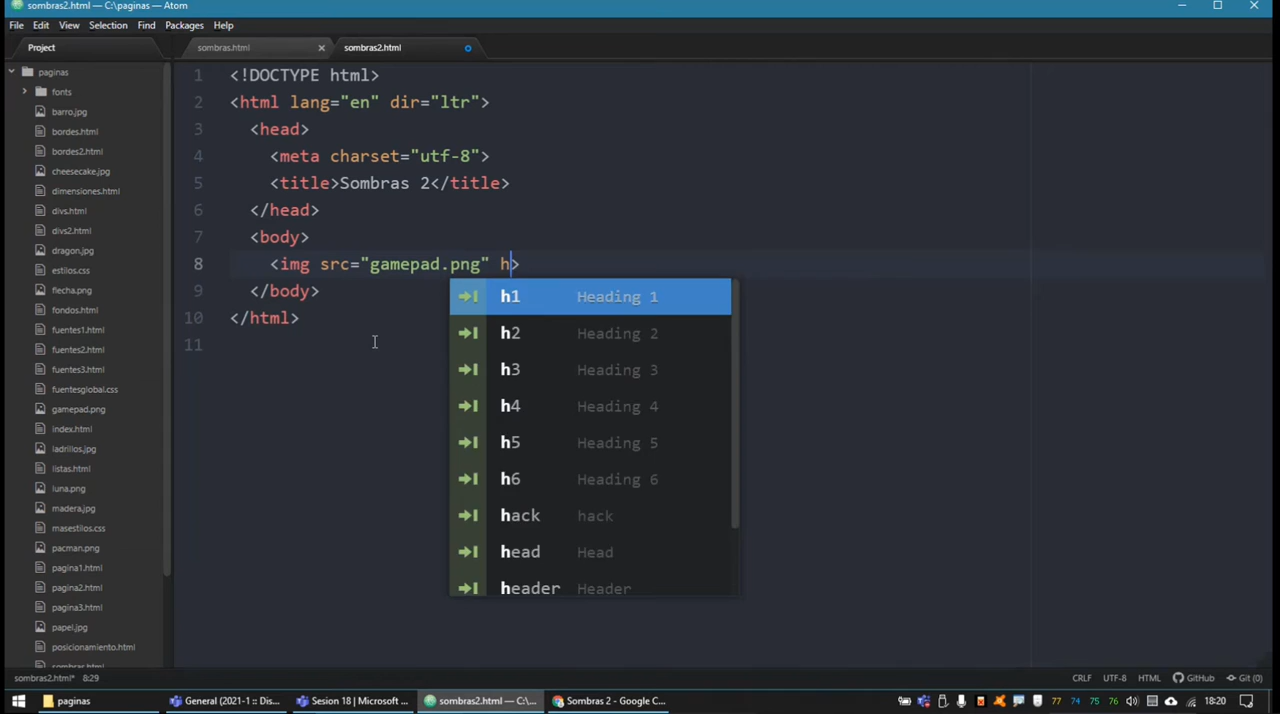 sombras2.html — C:\paginas — Atom
File Edit View Selection Find Packages Help
Project
sombras.html
sombras2.html
paginas
fonts
barro.jpg
bordes.html
bordes2.html
cheesecake.jpg
dimensiones.html
divs.html
divs2.html
dragon.jpg
estilos.css
flecha.png
fondos.html
fuentes1.html
fuentes2.html
fuentes3.html
fuentesglobal.css
gamepad.png
index.html
ladrillos.jpg
listas.html
luna.png
madera.jpg
masestilos.css
pacman.png
pagina1.html
pagina2.html
pagina3.html
papel.jpg
posicionamiento.html
sombras.html
1 <!DOCTYPE html>
2 <html lang="en" dir="ltr">
3 <head>
4 <meta charset="utf-8">
5 <title>Sombras 2</title>
6 </head>
7 <body>
8 <img src="gamepad.png" h>
9 </body>
10 </html>
11
h1 Heading 1
h2 Heading 2
h3 Heading 3
h4 Heading 4
h5 Heading 5
h6 Heading 6
hack hack
head Head
header Header
sombras2.html* 8:29
CRLF UTF-8 HTML GitHub Git (0)
paginas
General (2021-1 :: Dis...
Sesion 18 | Microsoft ...
sombras2.html — C:\...
Sombras 2 - Google C...
77 74 75 76 18:20